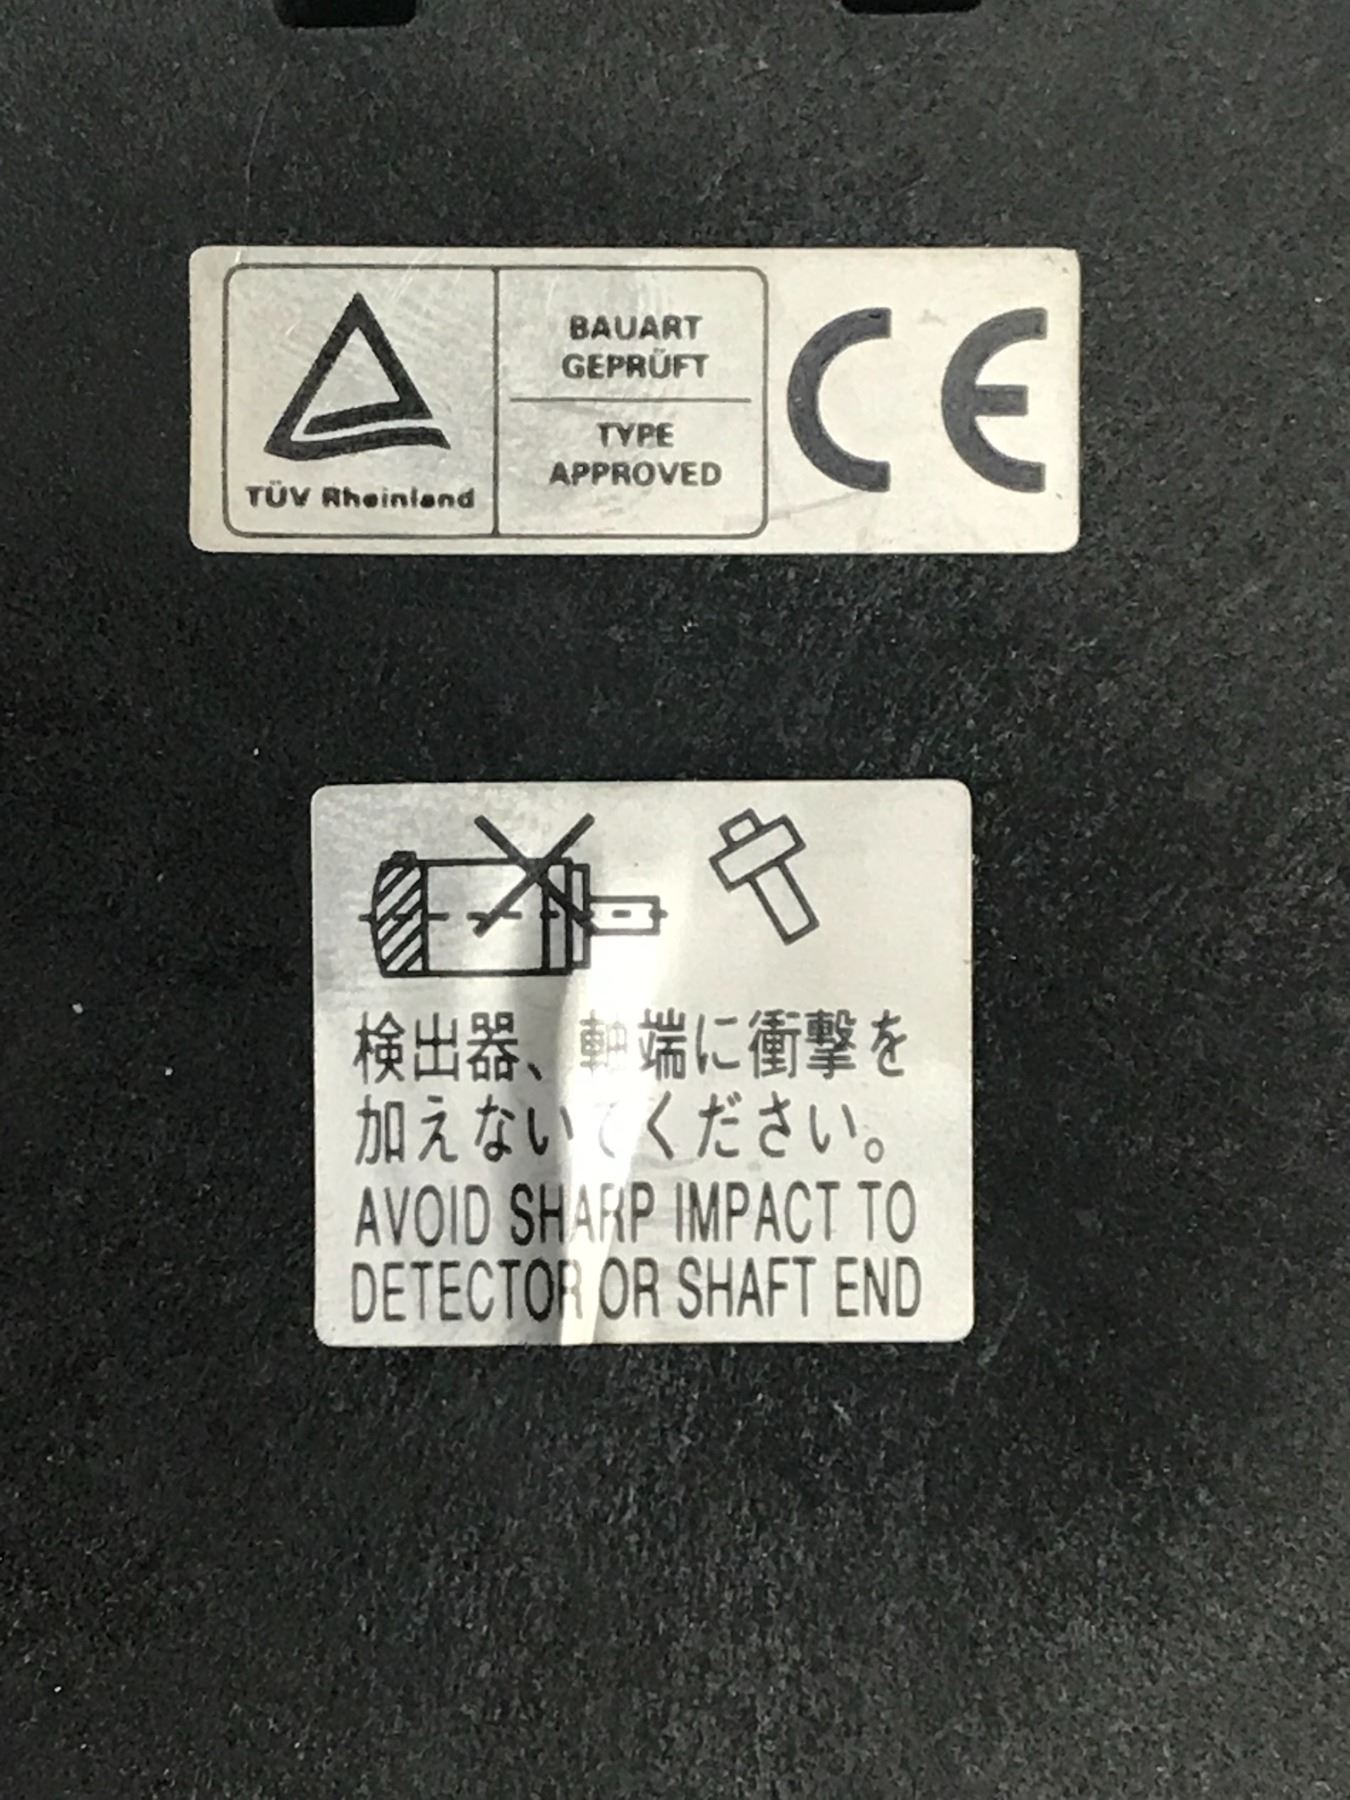 BAUART
GEPRÜFT
TYPE
APPROVED
TÜV Rheinland
CE
検出器、軸端に衝撃を
加えないでください。
AVOID SHARP IMPACT TO
DETECTOR OR SHAFT END